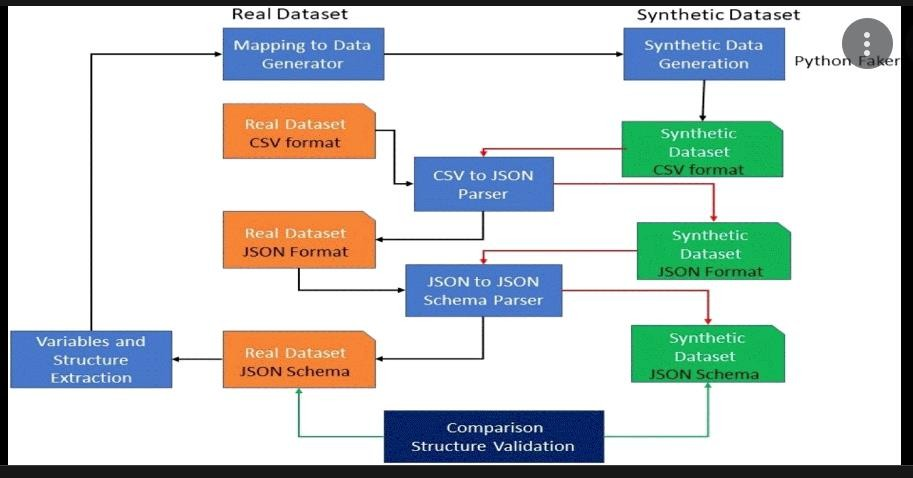 Real Dataset
Synthetic Dataset
Mapping to Data
Generator
Synthetic Data
Generation
Python Faker
Real Dataset
CSV format
Synthetic
Dataset
CSV format
CSV to JSON
Parser
Real Dataset
JSON Format
Synthetic
Dataset
JSON Format
JSON to JSON
Schema Parser
Variables and
Structure
Extraction
Real Dataset
JSON Schema
Synthetic
Dataset
JSON Schema
Comparison
Structure Validation